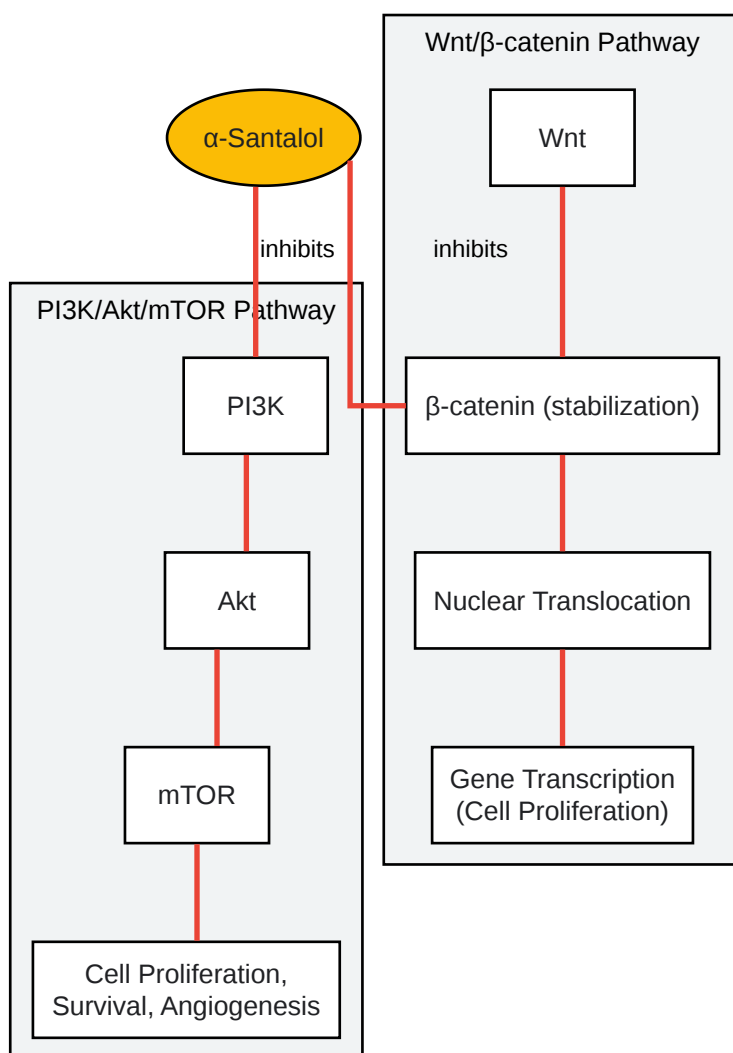 Wnt/β-catenin Pathway
α-Santalol
Wnt
inhibits
inhibits
PI3K/Akt/mTOR Pathway
PI3K
β-catenin (stabilization)
Akt
Nuclear Translocation
mTOR
Gene Transcription
(Cell Proliferation)
Cell Proliferation,
Survival, Angiogenesis